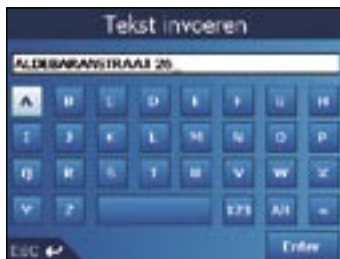 Tekst invoeren
ALDEBARANSTRAAT 26_
A B C D E F G H
I J K L M N O P
Q R S T U V W X
Y Z 123 Alt
ESC Enter